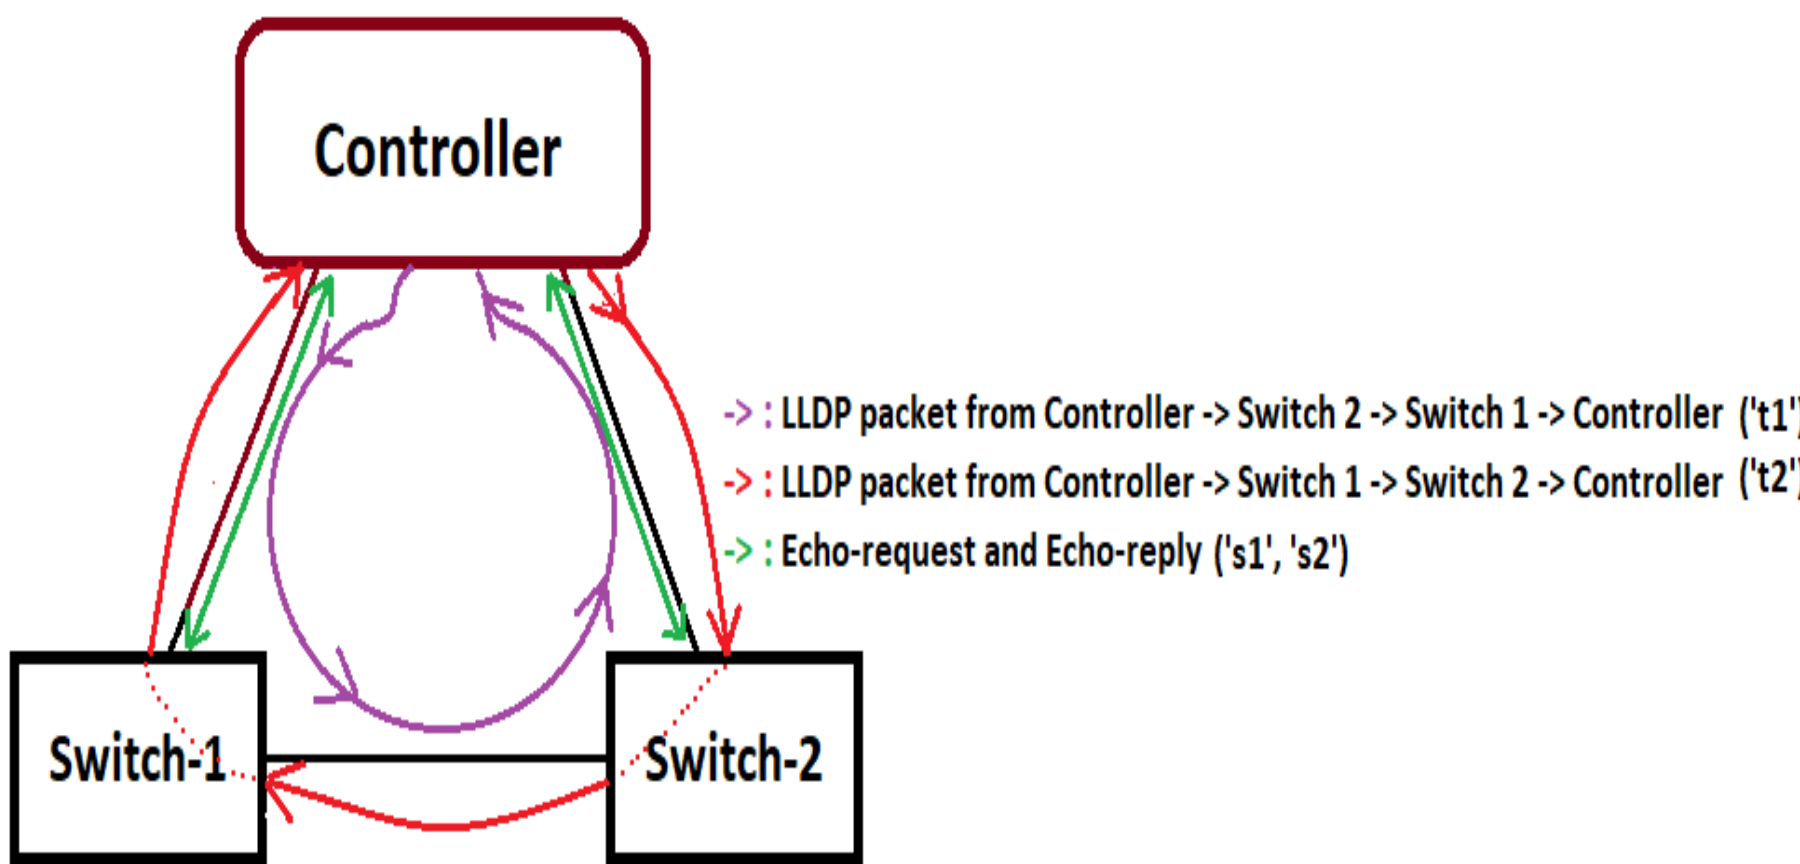 Controller
-> : LLDP packet from Controller -> Switch 2 -> Switch 1 -> Controller ('t1')
-> : LLDP packet from Controller -> Switch 1 -> Switch 2 -> Controller ('t2')
-> : Echo-request and Echo-reply ('s1', 's2')
Switch-1
Switch-2